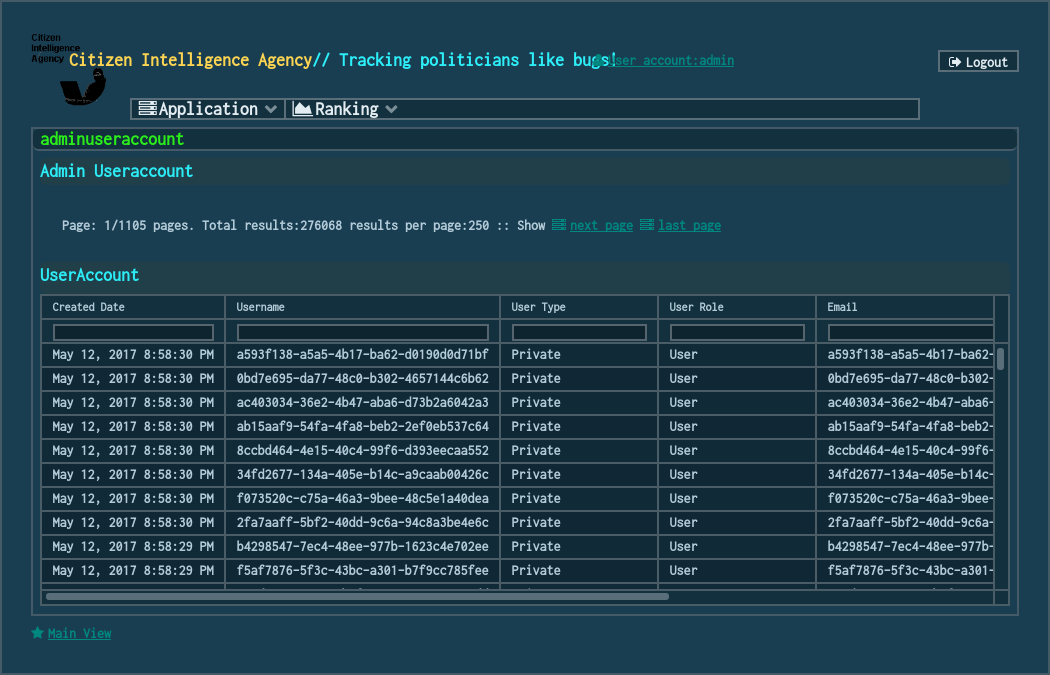 Citizen
Intelligence
Agency
Citizen Intelligence Agency// Tracking politicians like bugs!
User account:admin
Logout
Application Ranking
adminuseraccount
Admin Useraccount
Page: 1/1105 pages. Total results:276068 results per page:250 :: Show next page last page
UserAccount
Created Date Username User Type User Role Email
May 12, 2017 8:58:30 PM a593f138-a5a5-4b17-ba62-d0190d0d71bf Private User a593f138-a5a5-4b17-ba62-
May 12, 2017 8:58:30 PM 0bd7e695-da77-48c0-b302-4657144c6b62 Private User 0bd7e695-da77-48c0-b302-
May 12, 2017 8:58:30 PM ac403034-36e2-4b47-aba6-d73b2a6042a3 Private User ac403034-36e2-4b47-aba6-
May 12, 2017 8:58:30 PM ab15aaf9-54fa-4fa8-beb2-2ef0eb537c64 Private User ab15aaf9-54fa-4fa8-beb2-
May 12, 2017 8:58:30 PM 8ccbd464-4e15-40c4-99f6-d393eecaa552 Private User 8ccbd464-4e15-40c4-99f6-
May 12, 2017 8:58:30 PM 34fd2677-134a-405e-b14c-a9caab00426c Private User 34fd2677-134a-405e-b14c-
May 12, 2017 8:58:30 PM f073520c-c75a-46a3-9bee-48c5e1a40dea Private User f073520c-c75a-46a3-9bee-
May 12, 2017 8:58:30 PM 2fa7aaff-5bf2-40dd-9c6a-94c8a3be4e6c Private User 2fa7aaff-5bf2-40dd-9c6a-
May 12, 2017 8:58:29 PM b4298547-7ec4-48ee-977b-1623c4e702ee Private User b4298547-7ec4-48ee-977b-
May 12, 2017 8:58:29 PM f5af7876-5f3c-43bc-a301-b7f9cc785fee Private User f5af7876-5f3c-43bc-a301-
Main View